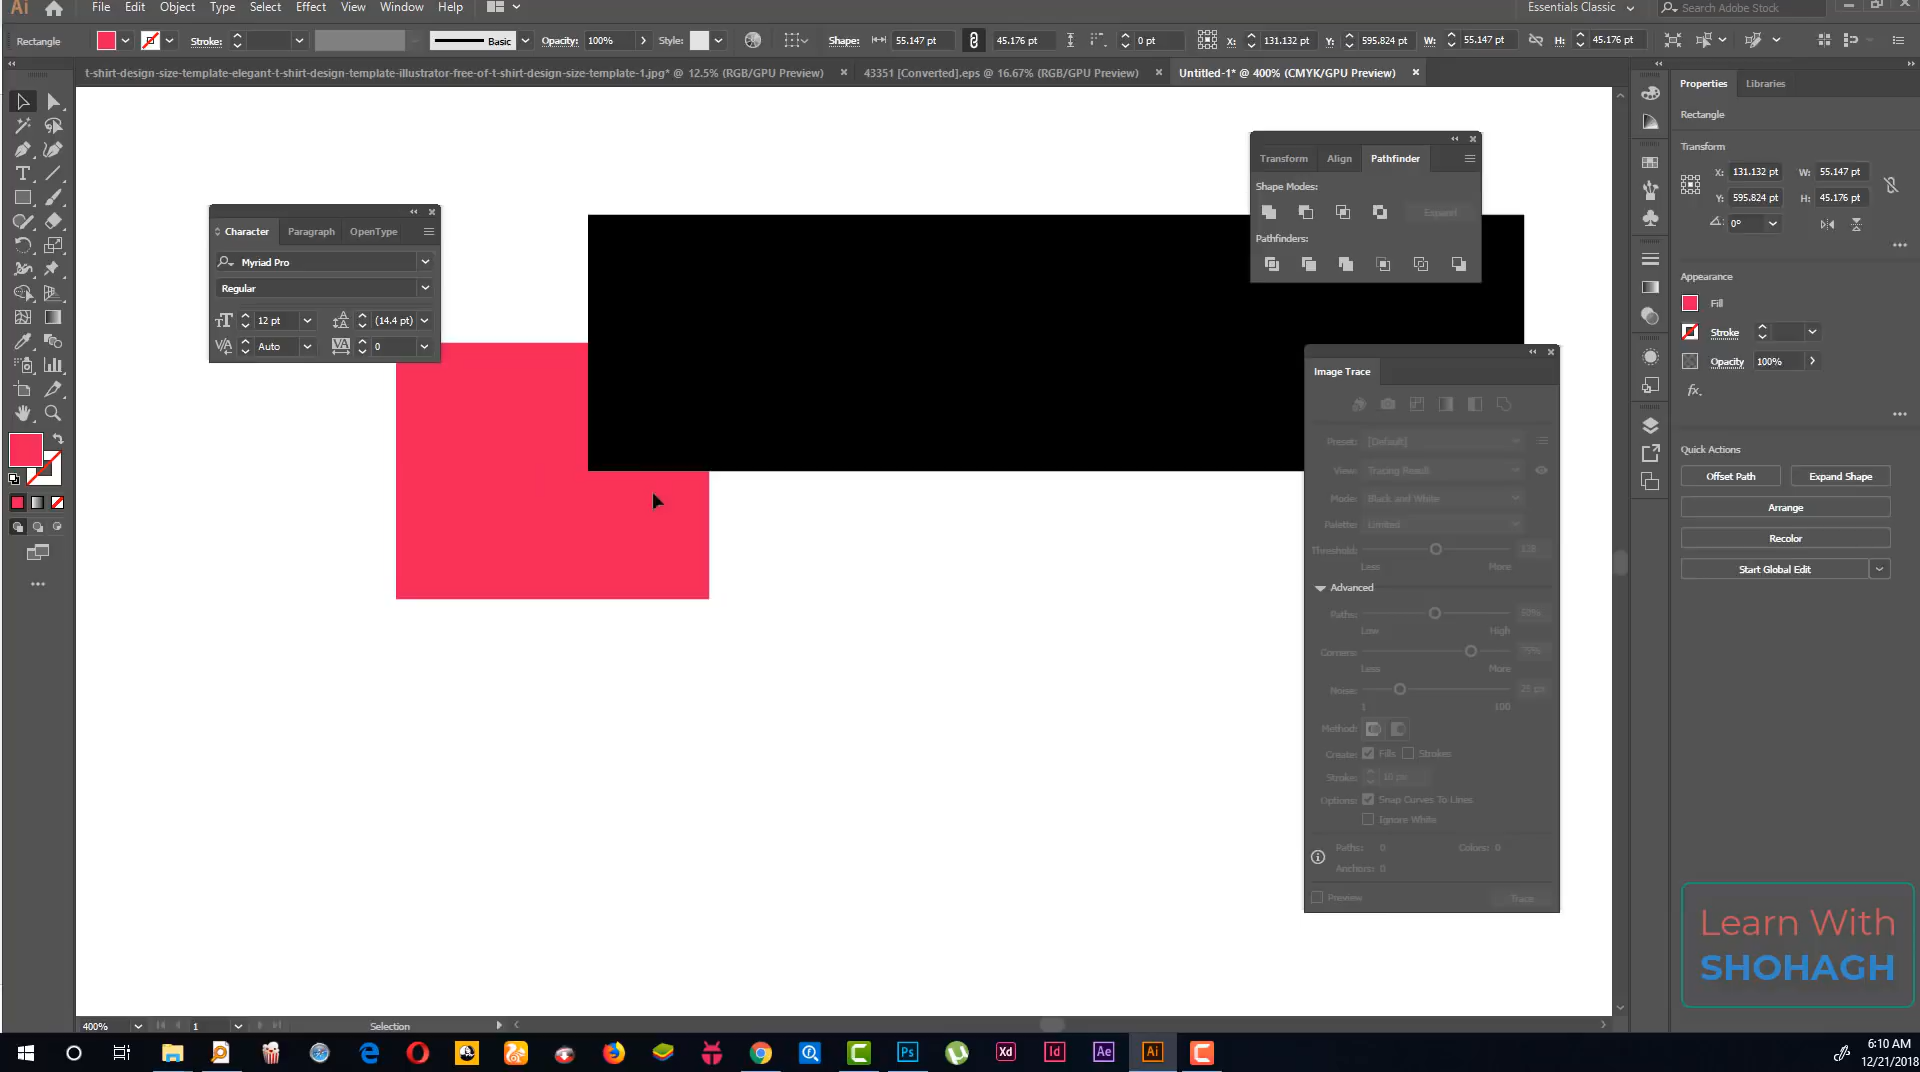 Ai File Edit Object Type Select Effect View Window Help Essentials Classic Search Adobe Stock
Rectangle Stroke: Basic Opacity: 100% Style: Shape: 55.147 pt 45.176 pt 0 pt X: 131.132 pt Y: 595.824 pt W: 55.147 pt H: 45.176 pt
t-shirt-design-size-template-elegant-t-shirt-design-template-illustrator-free-of-t-shirt-design-size-template-1.jpg* @ 12.5% (RGB/GPU Preview) 43351 [Converted].eps @ 16.67% (RGB/GPU Preview) Untitled-1* @ 400% (CMYK/GPU Preview)
Character Paragraph OpenType
Myriad Pro
Regular
12 pt (14.4 pt)
Auto 0
Transform Align Pathfinder
Shape Modes:
Expand
Pathfinders:
Image Trace
Preset: [Default]
View: Tracing Result
Mode: Black and White
Palette: Limited
Threshold: 128
Less More
Advanced
Paths: 50%
Low High
Corners: 75%
Less More
Noise: 25 px
1 100
Method:
Create: Fills Strokes
Stroke: 10 px
Options: Snap Curves To Lines
Ignore White
Paths: 0 Colors: 0
Anchors: 0
Preview Trace
Properties Libraries
Rectangle
Transform
X: 131.132 pt W: 55.147 pt
Y: 595.824 pt H: 45.176 pt
0°
Appearance
Fill
Stroke
Opacity 100%
fx.
Quick Actions
Offset Path Expand Shape
Arrange
Recolor
Start Global Edit
Learn With
SHOHAGH
400% 1 Selection
Ps Xd Id Ae Ai
6:10 AM
12/21/2018